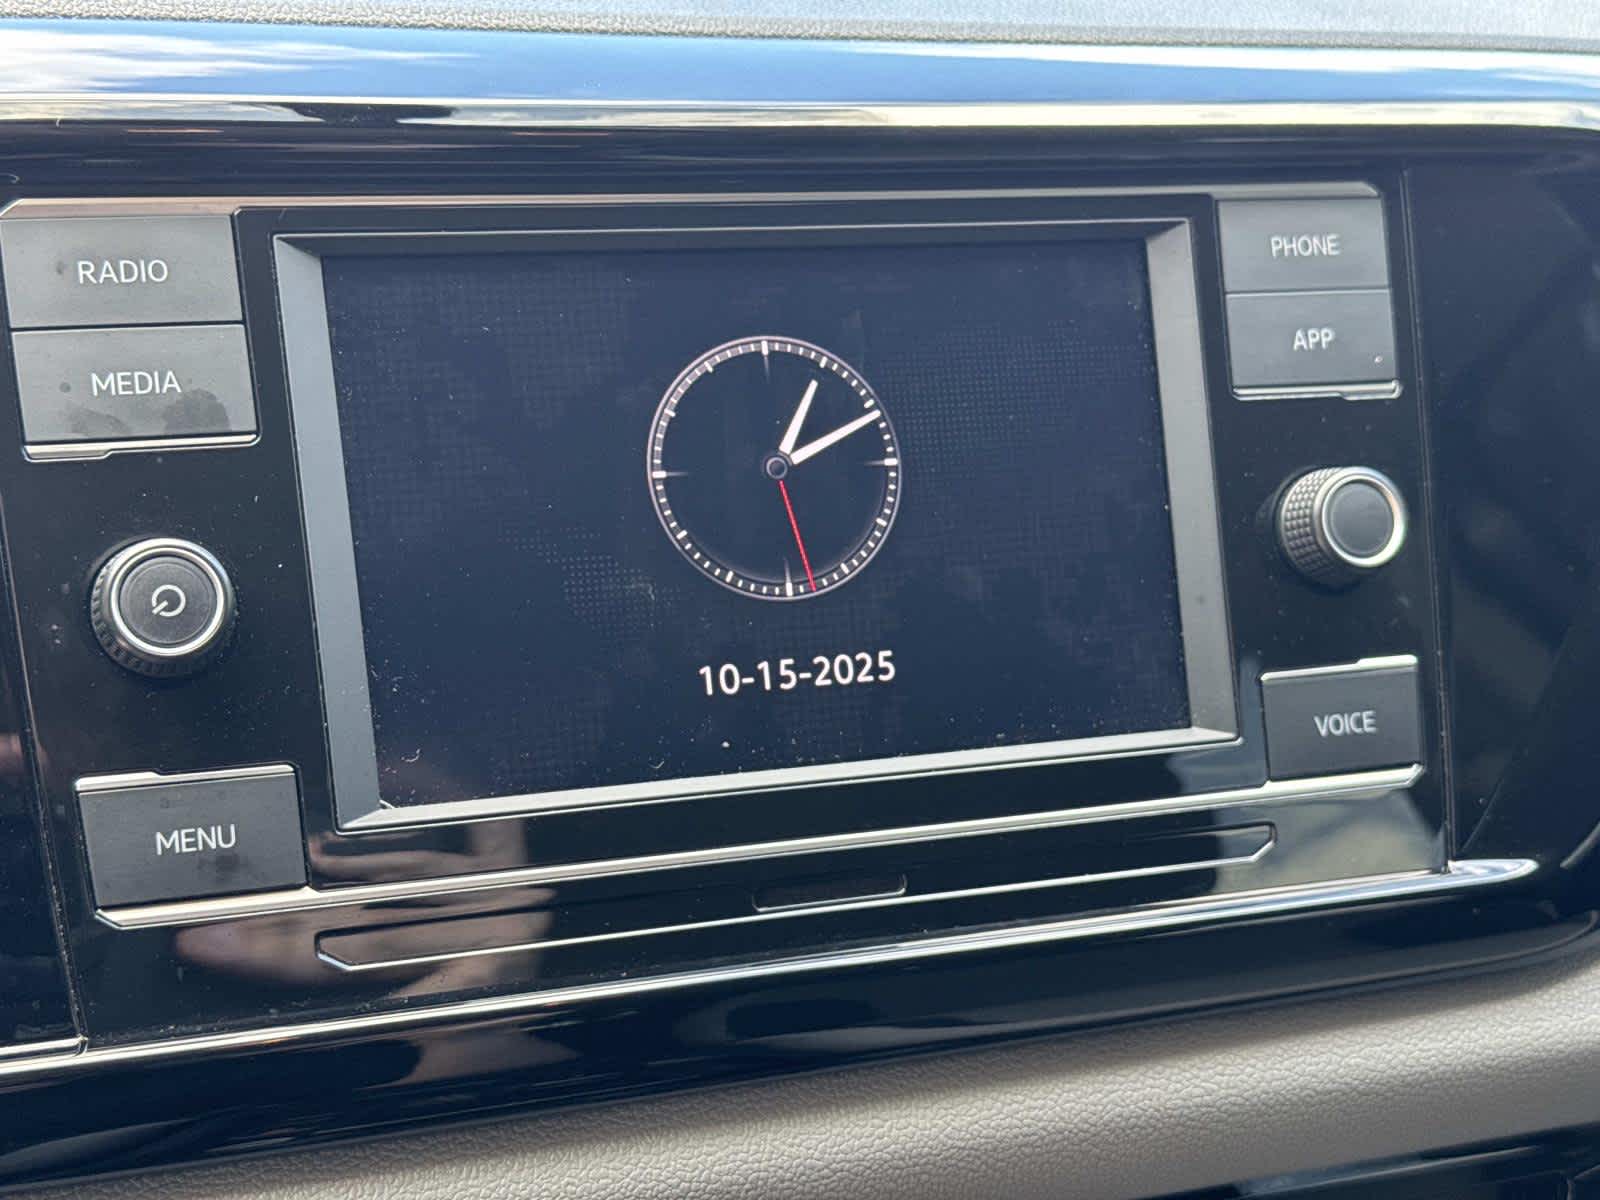 RADIO
MEDIA
MENU
10-15-2025
PHONE
APP
VOICE